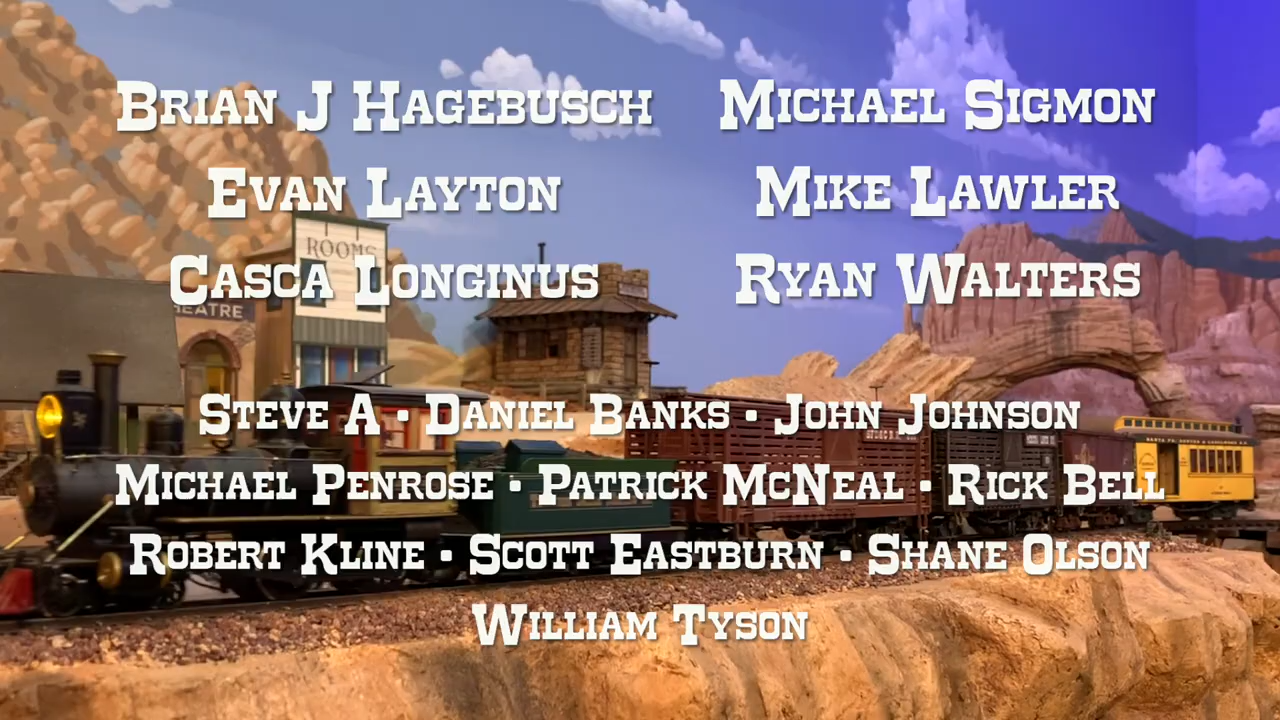 Brian J Hagebusch
Michael Sigmon
Evan Layton
Mike Lawler
Casca Longinus
Ryan Walters
ROOMS
Steve A • Daniel Banks • John Johnson
Michael Penrose • Patrick McNeal • Rick Bell
Robert Kline • Scott Eastburn • Shane Olson
William Tyson